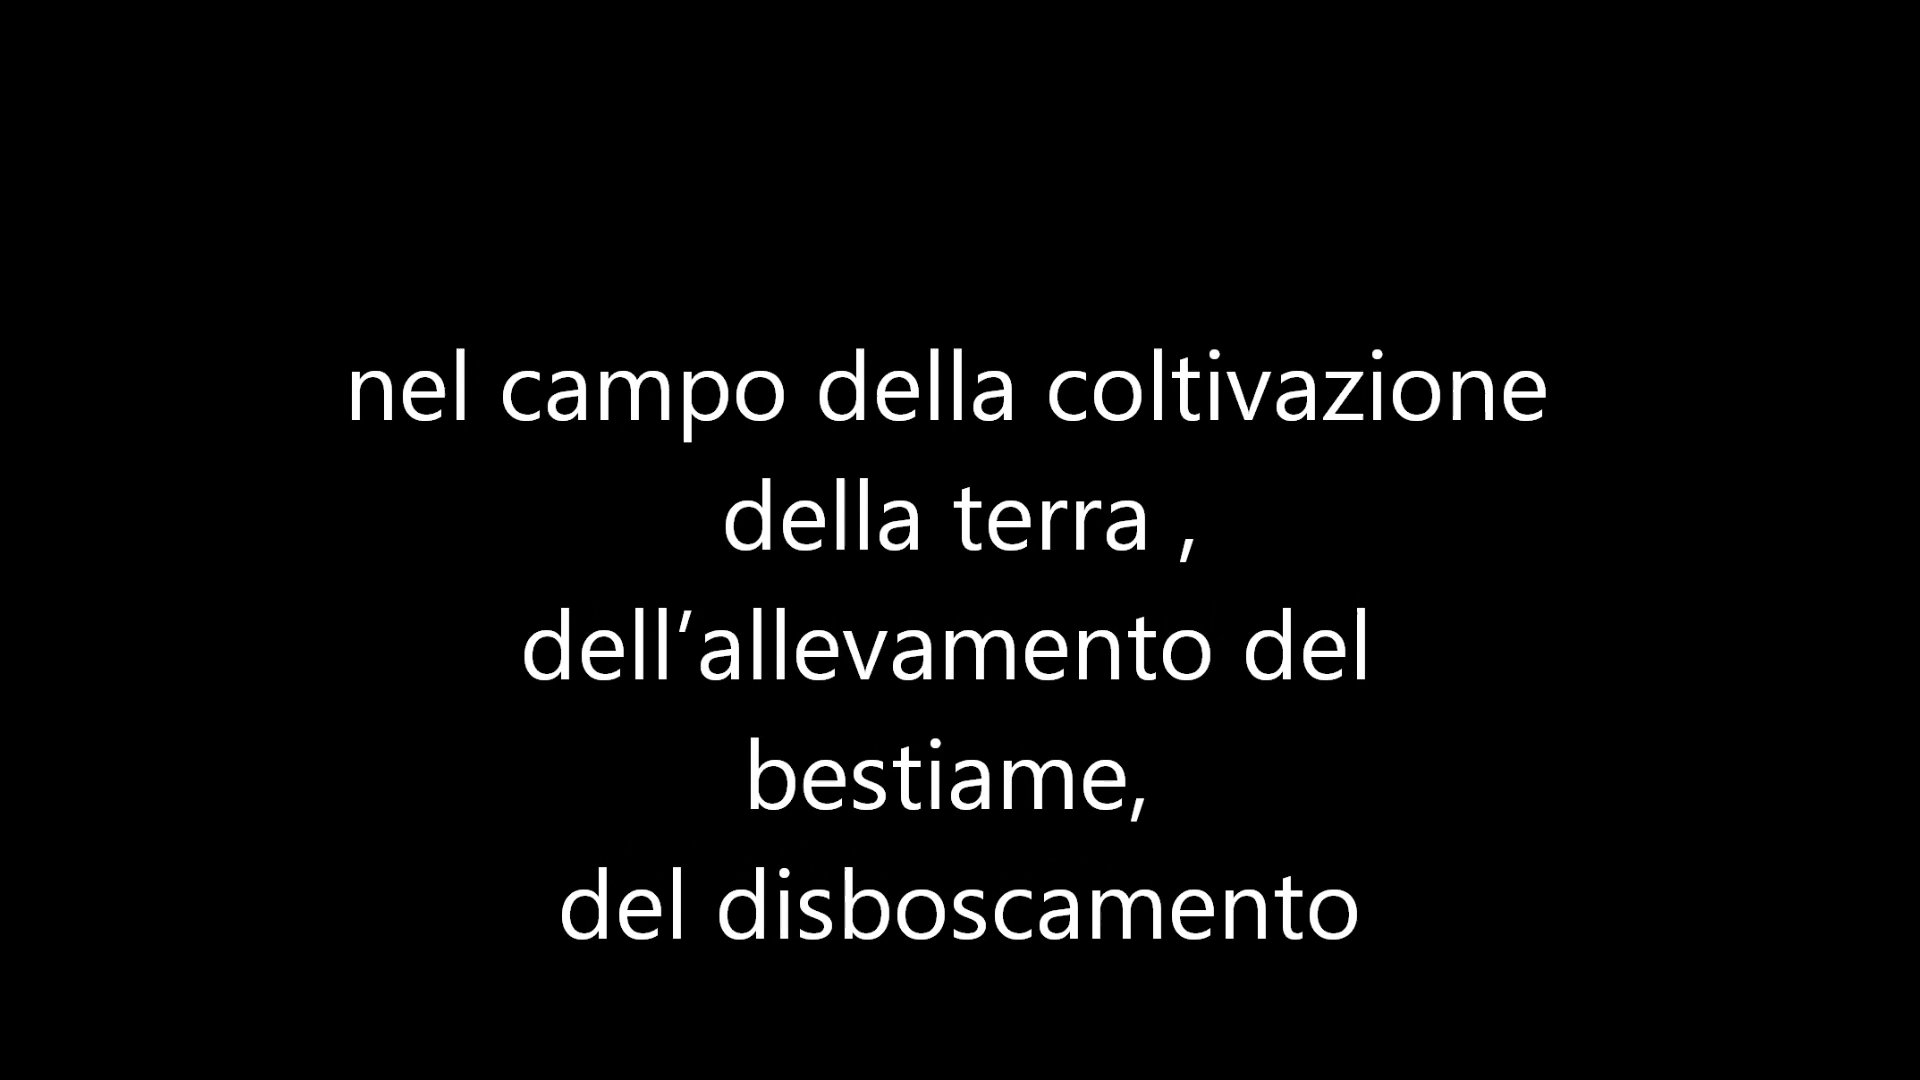 nel campo della coltivazione
della terra ,
dell’allevamento del
bestiame,
del disboscamento